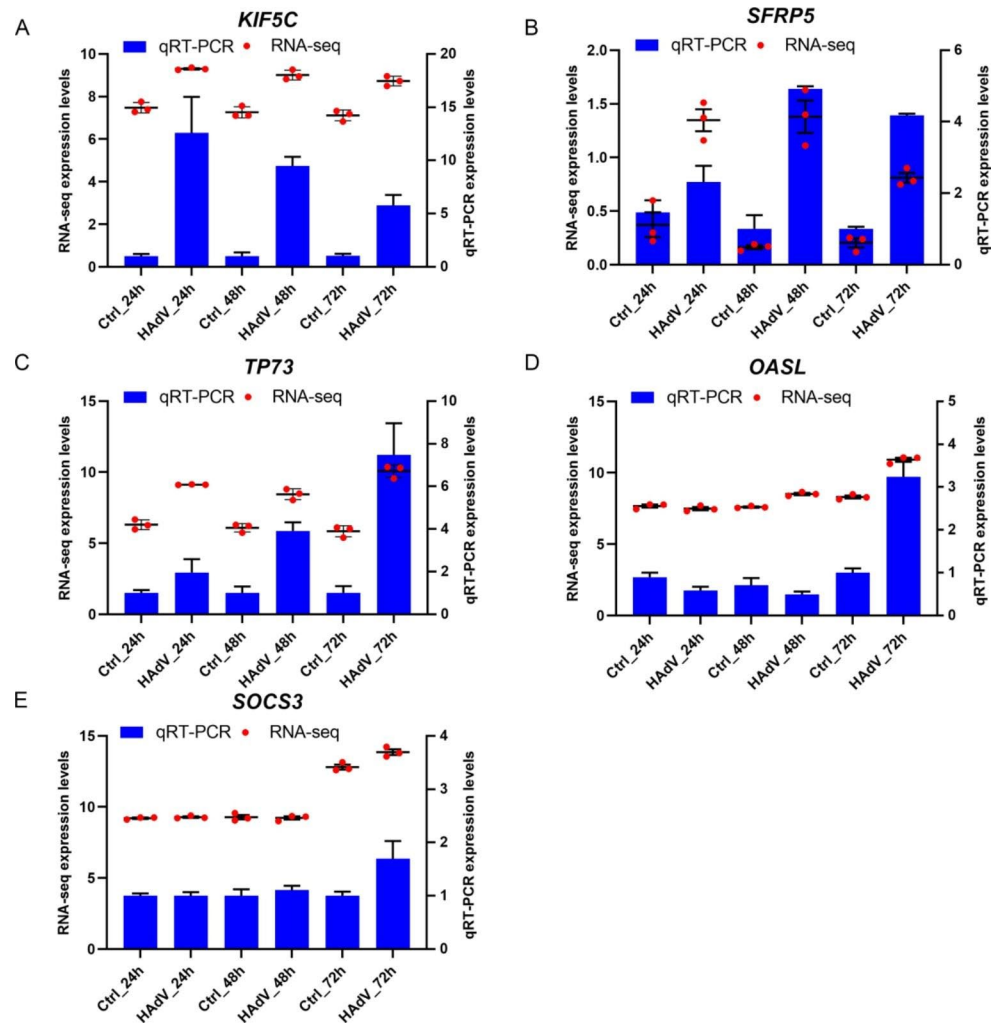 A
KIF5C
qRT-PCR RNA-seq
RNA-seq expression levels
10
8
6
4
2
0
qRT-PCR expression levels
20
15
10
5
0
Ctrl_24h
HAdV_24h
Ctrl_48h
HAdV_48h
Ctrl_72h
HAdV_72h
B
SFRP5
qRT-PCR RNA-seq
RNA-seq expression levels
2.0
1.5
1.0
0.5
0.0
qRT-PCR expression levels
6
4
2
0
Ctrl_24h
HAdV_24h
Ctrl_48h
HAdV_48h
Ctrl_72h
HAdV_72h
C
TP73
qRT-PCR RNA-seq
RNA-seq expression levels
15
10
5
0
qRT-PCR expression levels
10
8
6
4
2
0
Ctrl_24h
HAdV_24h
Ctrl_48h
HAdV_48h
Ctrl_72h
HAdV_72h
D
OASL
qRT-PCR RNA-seq
RNA-seq expression levels
15
10
5
0
qRT-PCR expression levels
5
4
3
2
1
0
Ctrl_24h
HAdV_24h
Ctrl_48h
HAdV_48h
Ctrl_72h
HAdV_72h
E
SOCS3
qRT-PCR RNA-seq
RNA-seq expression levels
15
10
5
0
qRT-PCR expression levels
4
3
2
1
0
Ctrl_24h
HAdV_24h
Ctrl_48h
HAdV_48h
Ctrl_72h
HAdV_72h